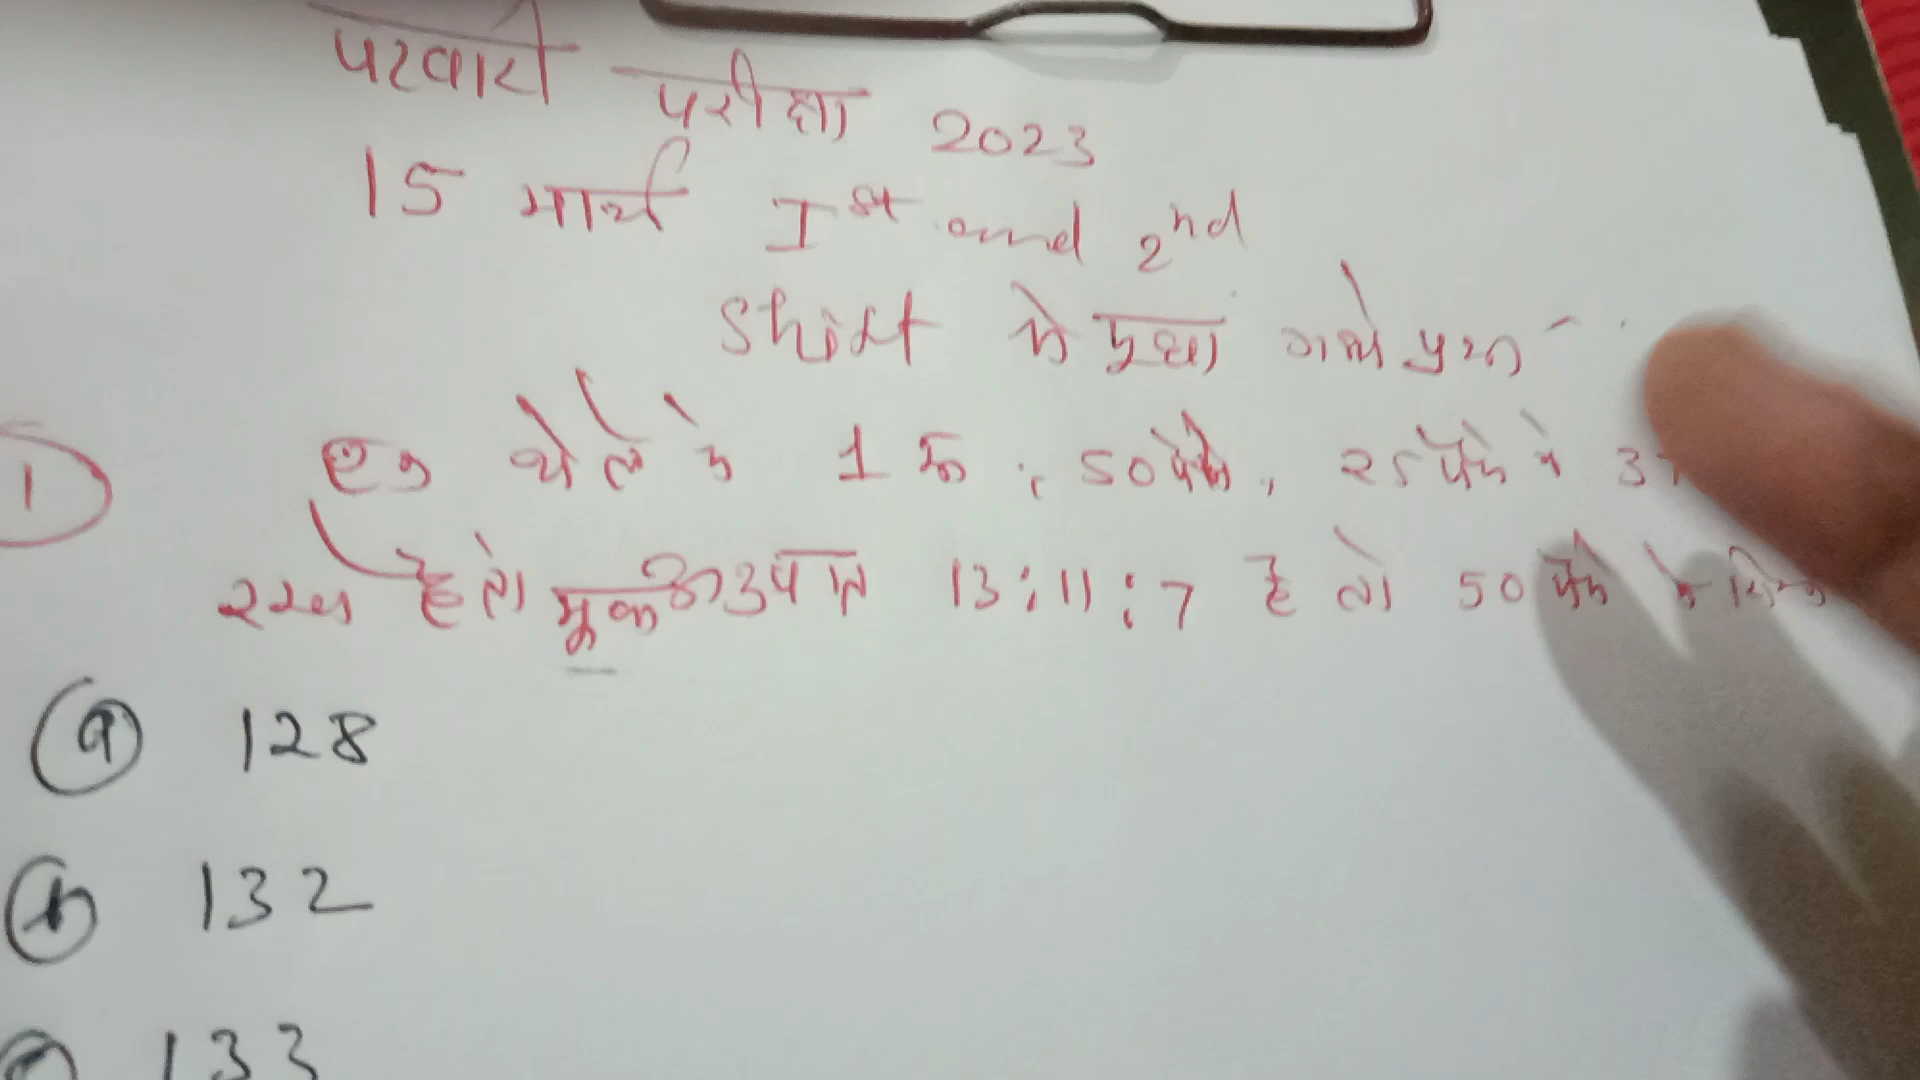 पटवारी परीक्षा 2023
15 मार्च Ist and 2nd
Shift मे पुछा गये प्रश्न -
1 एक थैले मे 1 रू, 50 पैसे, 25 पैसे
है तो मूल्य अनुपात 13:11:7 है तो 50 पैसे के
a 128
b 132
133